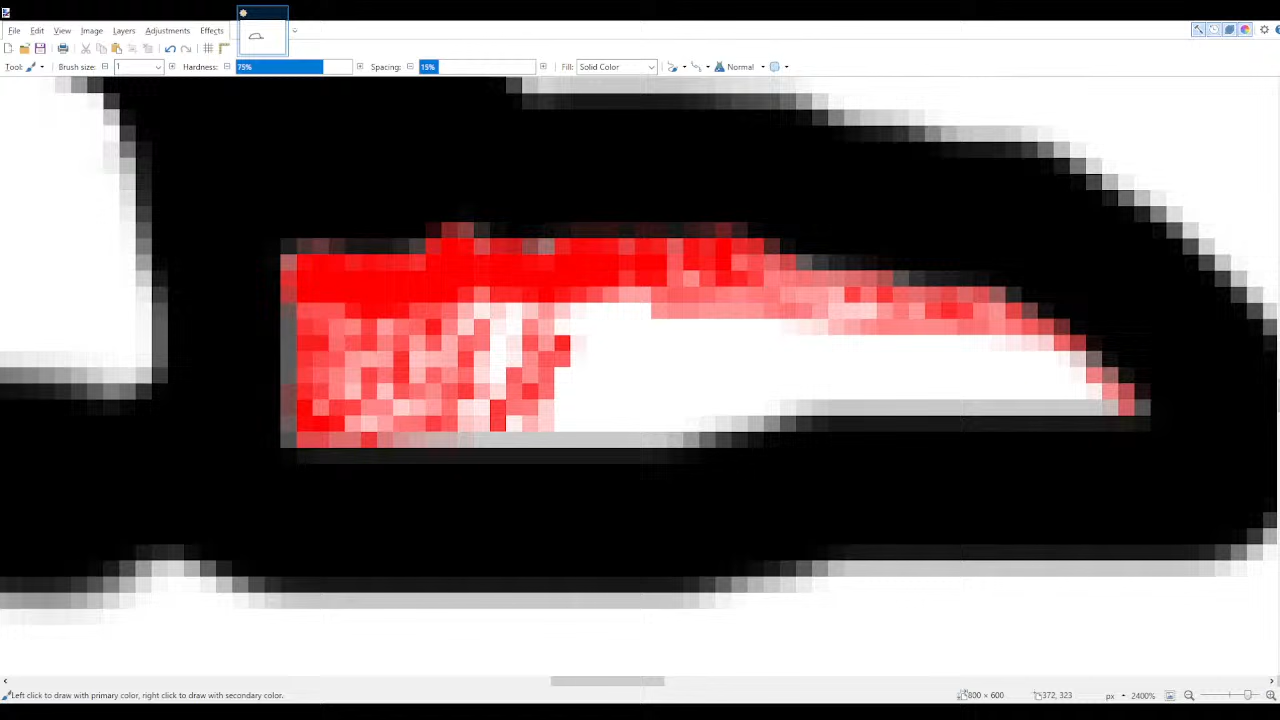 File Edit View Image Layers Adjustments Effects
Tool: Brush size: 1 Hardness: 75% Spacing: 15% Fill: Solid Color Normal
Left click to draw with primary color, right click to draw with secondary color. 800 × 600 372, 323 px 2400%